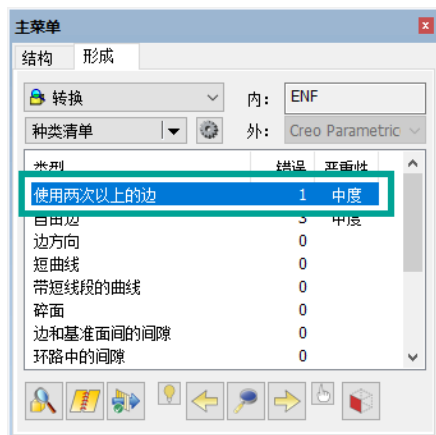 主菜单
结构 形成
转换 内: ENF
种类清单 外: Creo Parametric
类型 错误 严重性
使用两次以上的边 1 中度
自由边 3 中度
边方向 0
短曲线 0
带短线段的曲线 0
碎面 0
边和基准面间的间隙 0
环路中的间隙 0